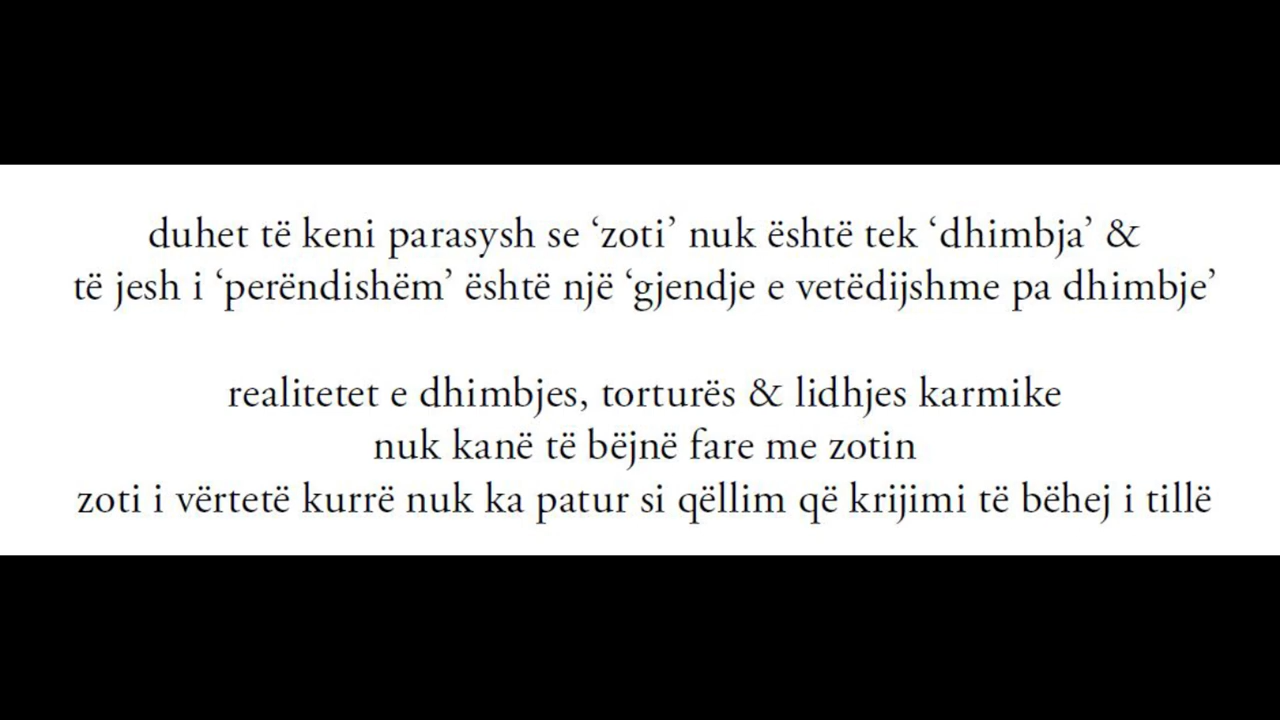 duhet të keni parasysh se ‘zoti’ nuk është tek ‘dhimbja’ &
të jesh i ‘perëndishëm’ është një ‘gjendje e vetëdijshme pa dhimbje’
realitetet e dhimbjes, torturës & lidhjes karmike
nuk kanë të bëjnë fare me zotin
zoti i vërtetë kurrë nuk ka patur si qëllim që krijimi të bëhej i tillë